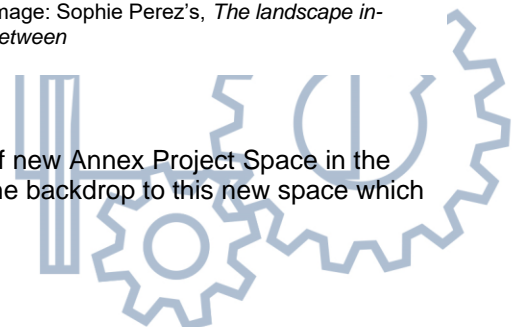 mage: Sophie Perez's, The landscape in-
etween
f new Annex Project Space in the
ne backdrop to this new space which